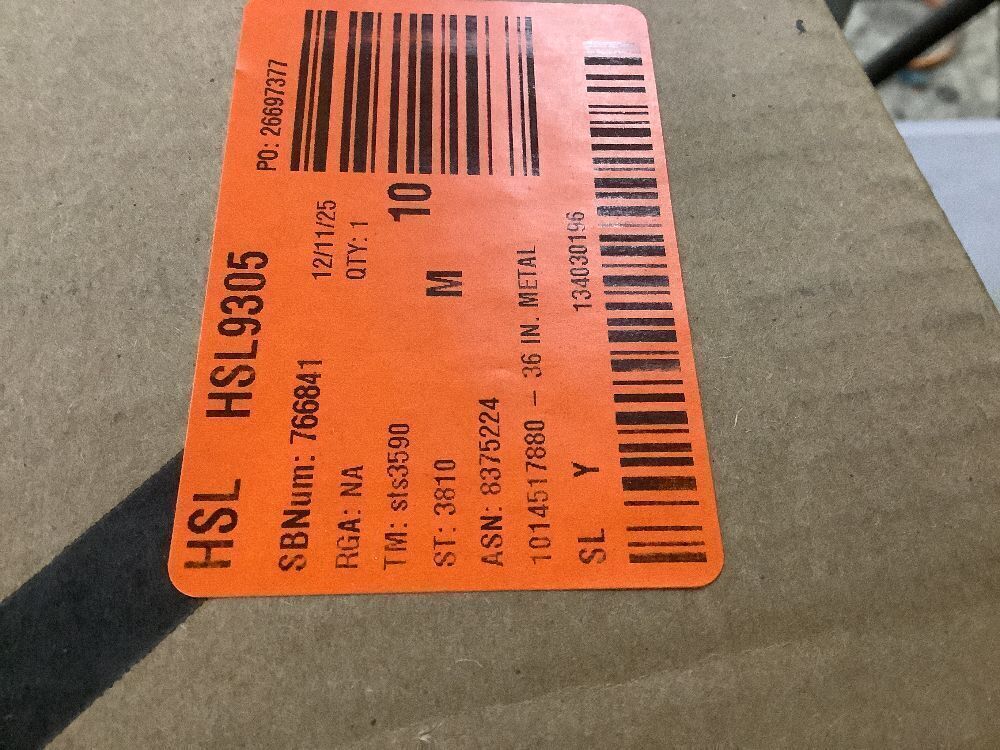 HSL HSL9305
PO: 26697377
SBNum: 766841
12/11/25
RGA: NA
QTY: 1
TM: sts3590
10
ST: 3810
M
ASN: 8375224
1014517880 – 36 IN. METAL
SL Y
134030196